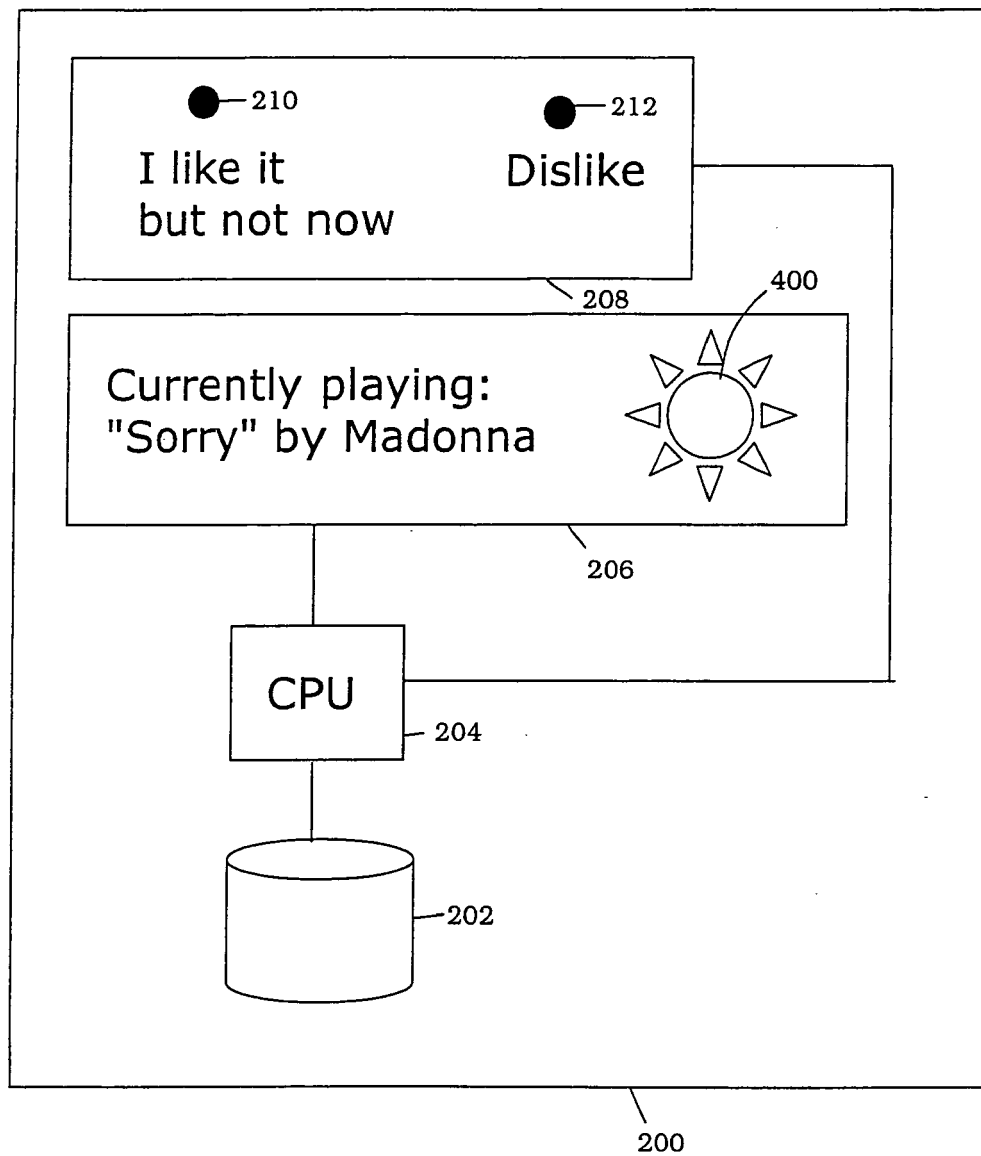 210
212
I like it
but not now
Dislike
208
400
Currently playing:
"Sorry" by Madonna
206
CPU
204
202
200